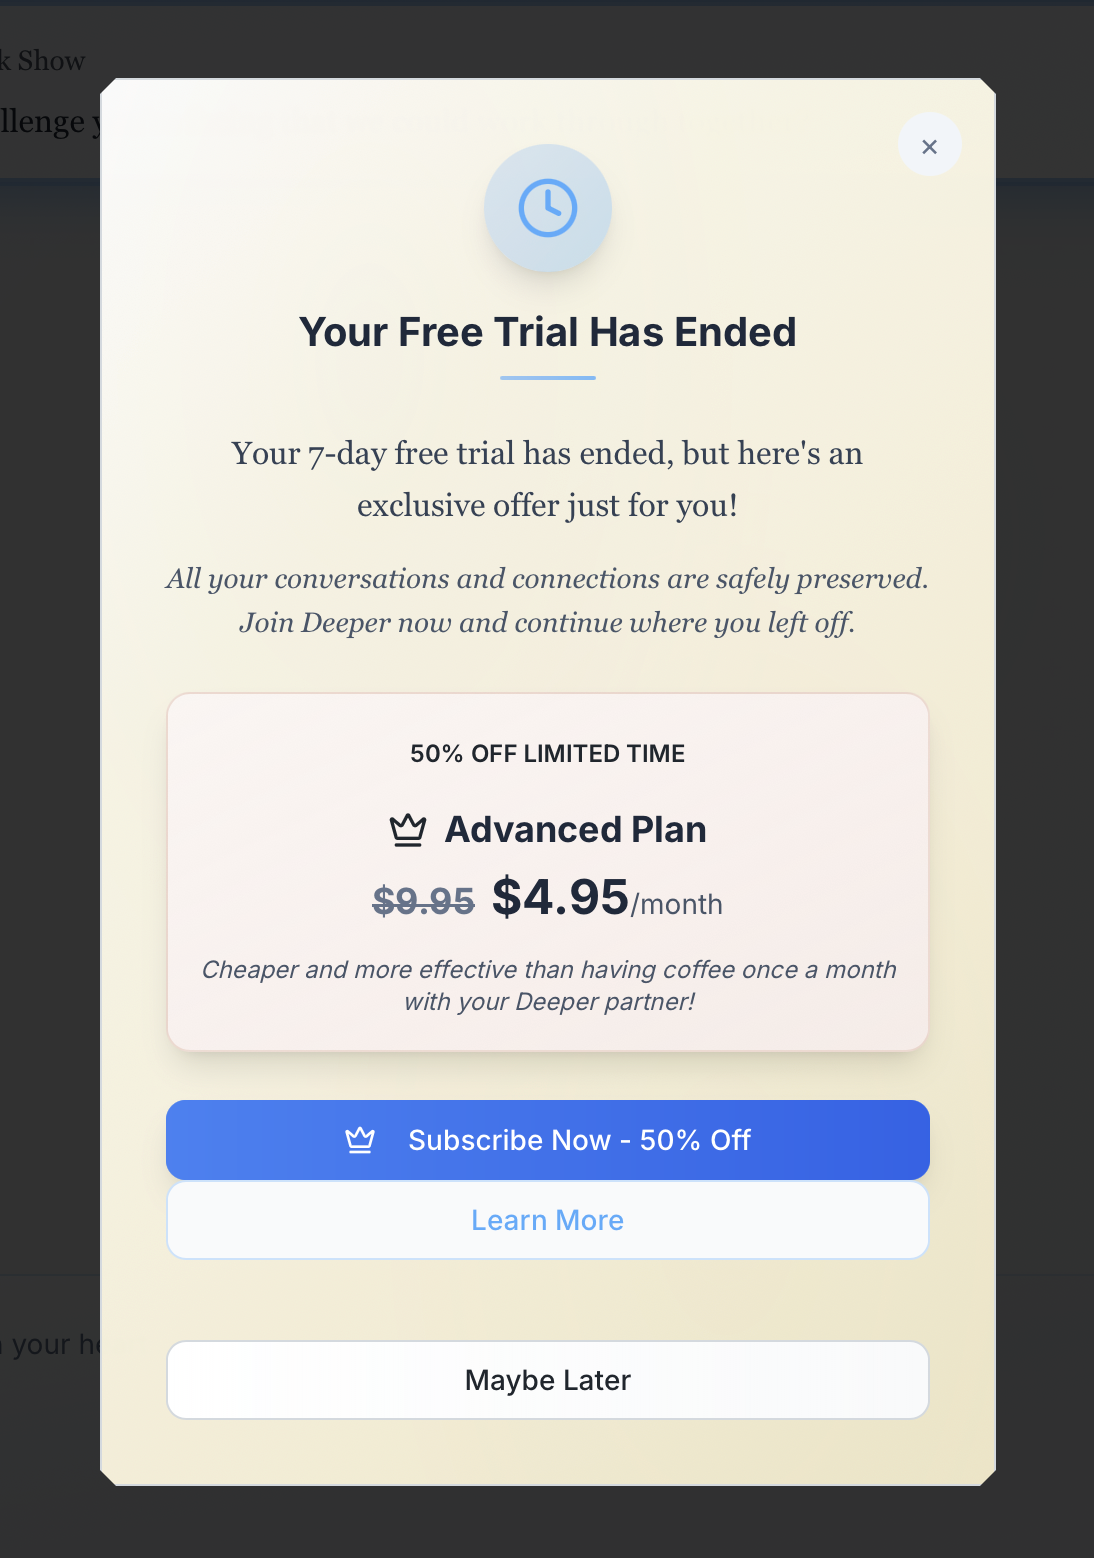 k Show
llenge y
×
Your Free Trial Has Ended
Your 7-day free trial has ended, but here's an
exclusive offer just for you!
All your conversations and connections are safely preserved.
Join Deeper now and continue where you left off.
50% OFF LIMITED TIME
Advanced Plan
$9.95 $4.95/month
Cheaper and more effective than having coffee once a month
with your Deeper partner!
Subscribe Now - 50% Off
Learn More
your he
Maybe Later